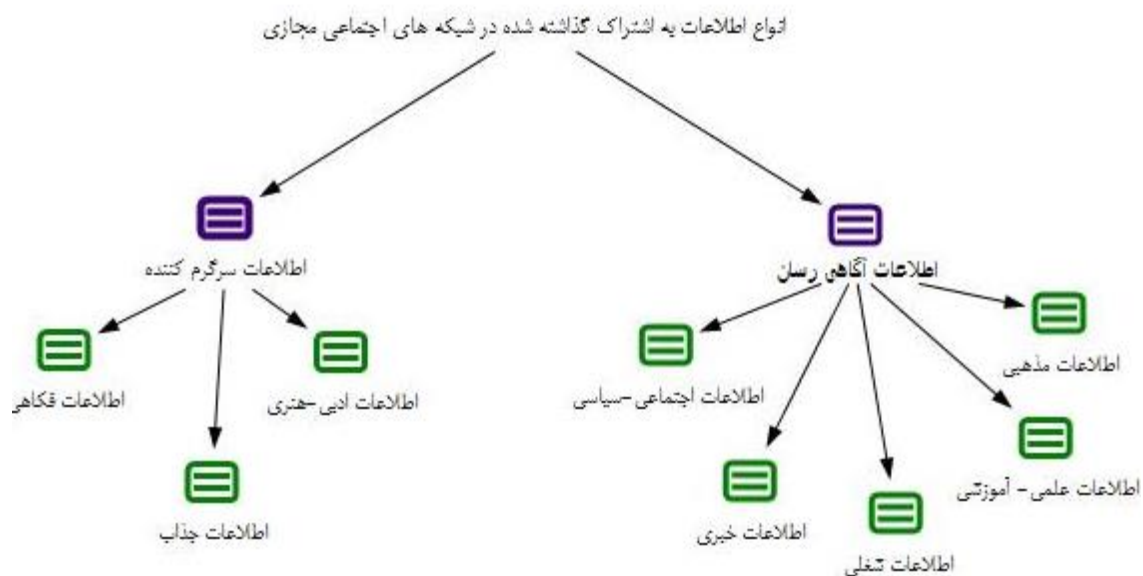 انواع اطلاعات به اشتراک گذاشته شده در شبکه های اجتماعی مجازی
اطلاعات آگاهی رسان
اطلاعات سرگرم کننده
اطلاعات مذهبی
اطلاعات اجتماعی-سیاسی
اطلاعات ادبی-هنری
اطلاعات فکاهی
اطلاعات علمی- آموزشی
اطلاعات خبری
اطلاعات جذاب
اطلاعات شغلی